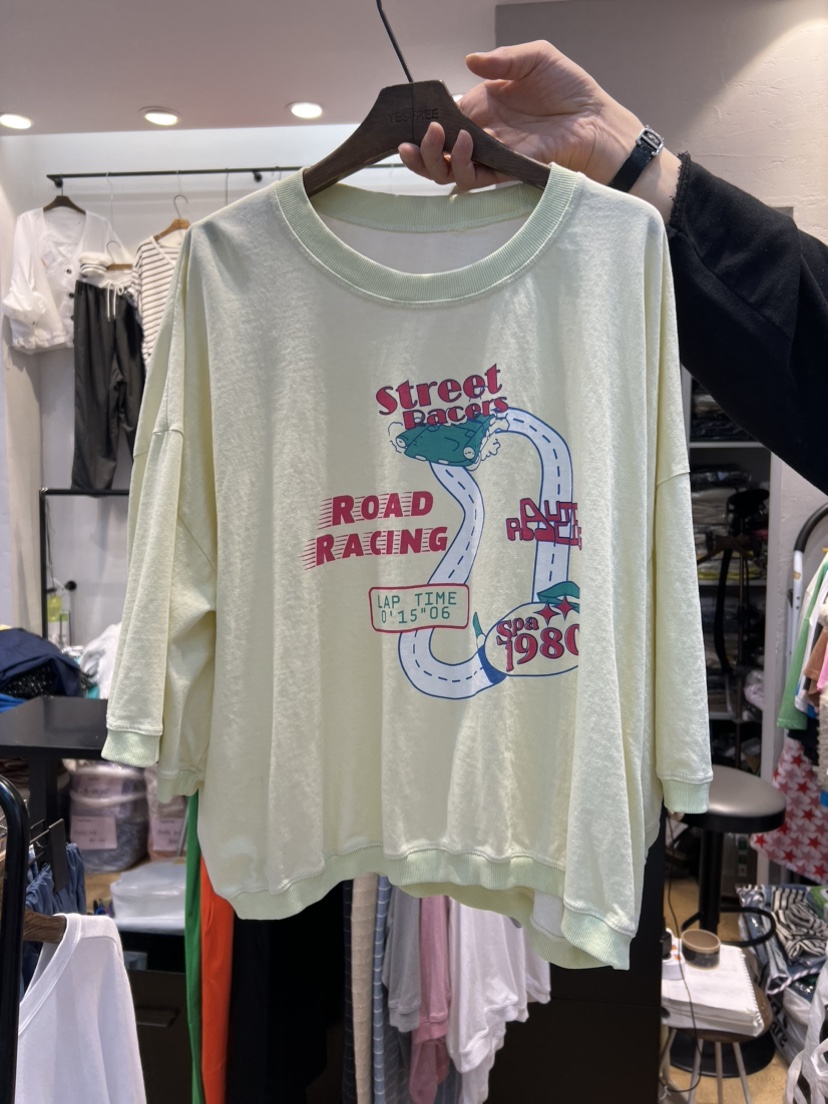 Street
Racers
ROAD
RACING
LAP TIME
0'15"06
Spa
1980